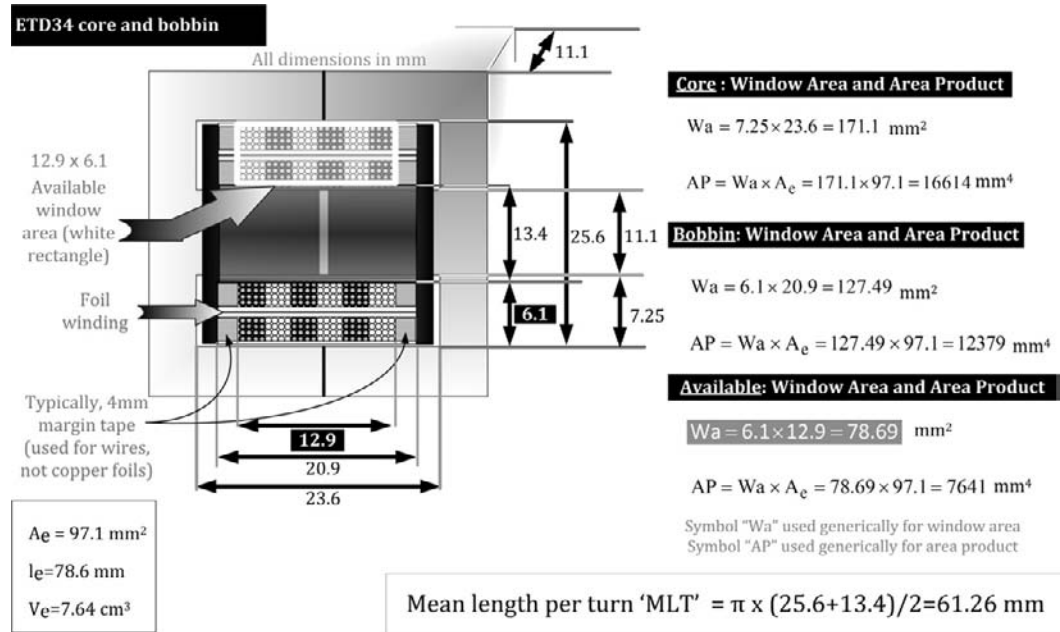 ETD34 core and bobbin
All dimensions in mm
11.1
12.9 x 6.1
Available
window
area (white
rectangle)
Foil
winding
Typically, 4mm
margin tape
(used for wires,
not copper foils)
13.4
25.6
11.1
6.1
7.25
12.9
20.9
23.6
Ae = 97.1 mm²
le=78.6 mm
Ve=7.64 cm³
Core : Window Area and Area Product
Wa = 7.25×23.6 = 171.1 mm²
AP = Wa × Ae = 171.1×97.1 = 16614 mm⁴
Bobbin: Window Area and Area Product
Wa = 6.1×20.9 = 127.49 mm²
AP = Wa × Ae = 127.49×97.1 = 12379 mm⁴
Available: Window Area and Area Product
Wa = 6.1×12.9 = 78.69 mm²
AP = Wa × Ae = 78.69×97.1 = 7641 mm⁴
Symbol "Wa" used generically for window area
Symbol "AP" used generically for area product
Mean length per turn 'MLT' = π x (25.6+13.4)/2=61.26 mm